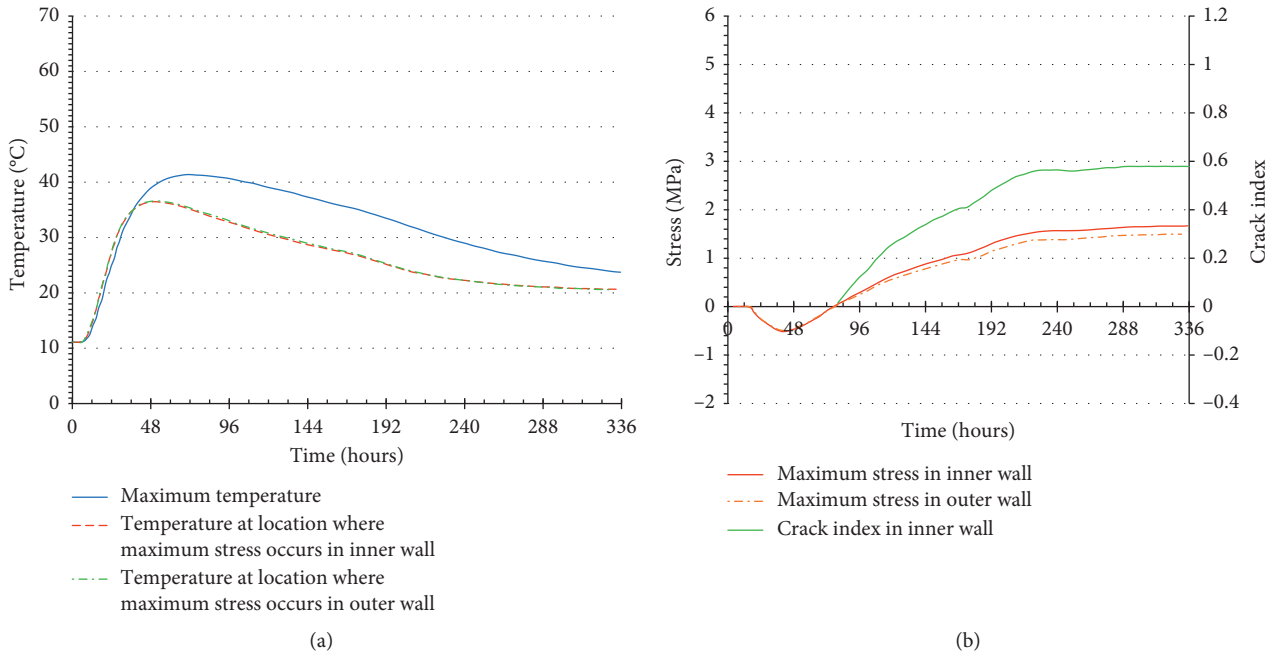 70
60
50
40
30
20
10
0
Temperature (°C)
0 48 96 144 192 240 288 336
Time (hours)
Maximum temperature
Temperature at location where
maximum stress occurs in inner wall
Temperature at location where
maximum stress occurs in outer wall
(a)
6
5
4
3
2
1
0
–1
–2
Stress (MPa)
0 48 96 144 192 240 288 336
1.2
1
0.8
0.6
0.4
0.2
0
–0.2
–0.4
Crack index
Time (hours)
Maximum stress in inner wall
Maximum stress in outer wall
Crack index in inner wall
(b)